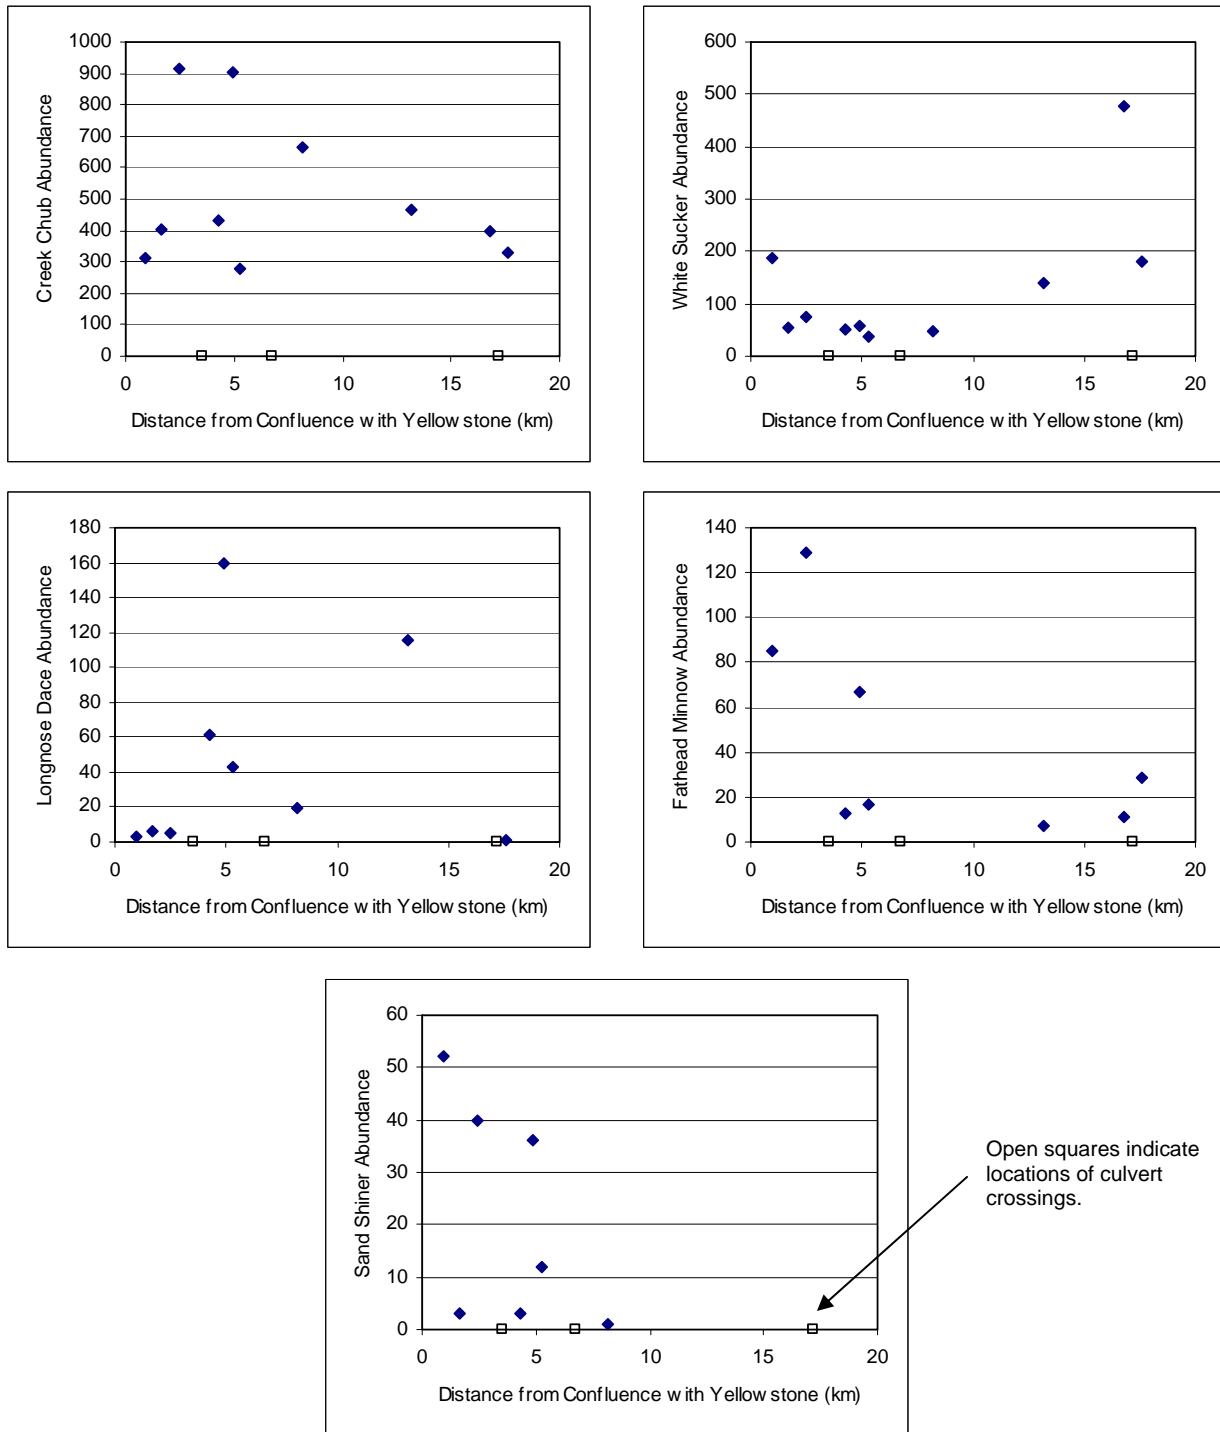 1000
900
800
700
600
500
400
300
200
100
0
Creek Chub Abundance
0 5 10 15 20
Distance from Confluence with Yellow stone (km)
600
500
400
300
200
100
0
White Sucker Abundance
0 5 10 15 20
Distance from Confluence with Yellow stone (km)
180
160
140
120
100
80
60
40
20
0
Longnose Dace Abundance
0 5 10 15 20
Distance from Confluence with Yellow stone (km)
140
120
100
80
60
40
20
0
Fathead Minnow Abundance
0 5 10 15 20
Distance from Confluence with Yellow stone (km)
60
50
40
30
20
10
0
Sand Shiner Abundance
0 5 10 15 20
Distance from Confluence with Yellow stone (km)
Open squares indicate
locations of culvert
crossings.